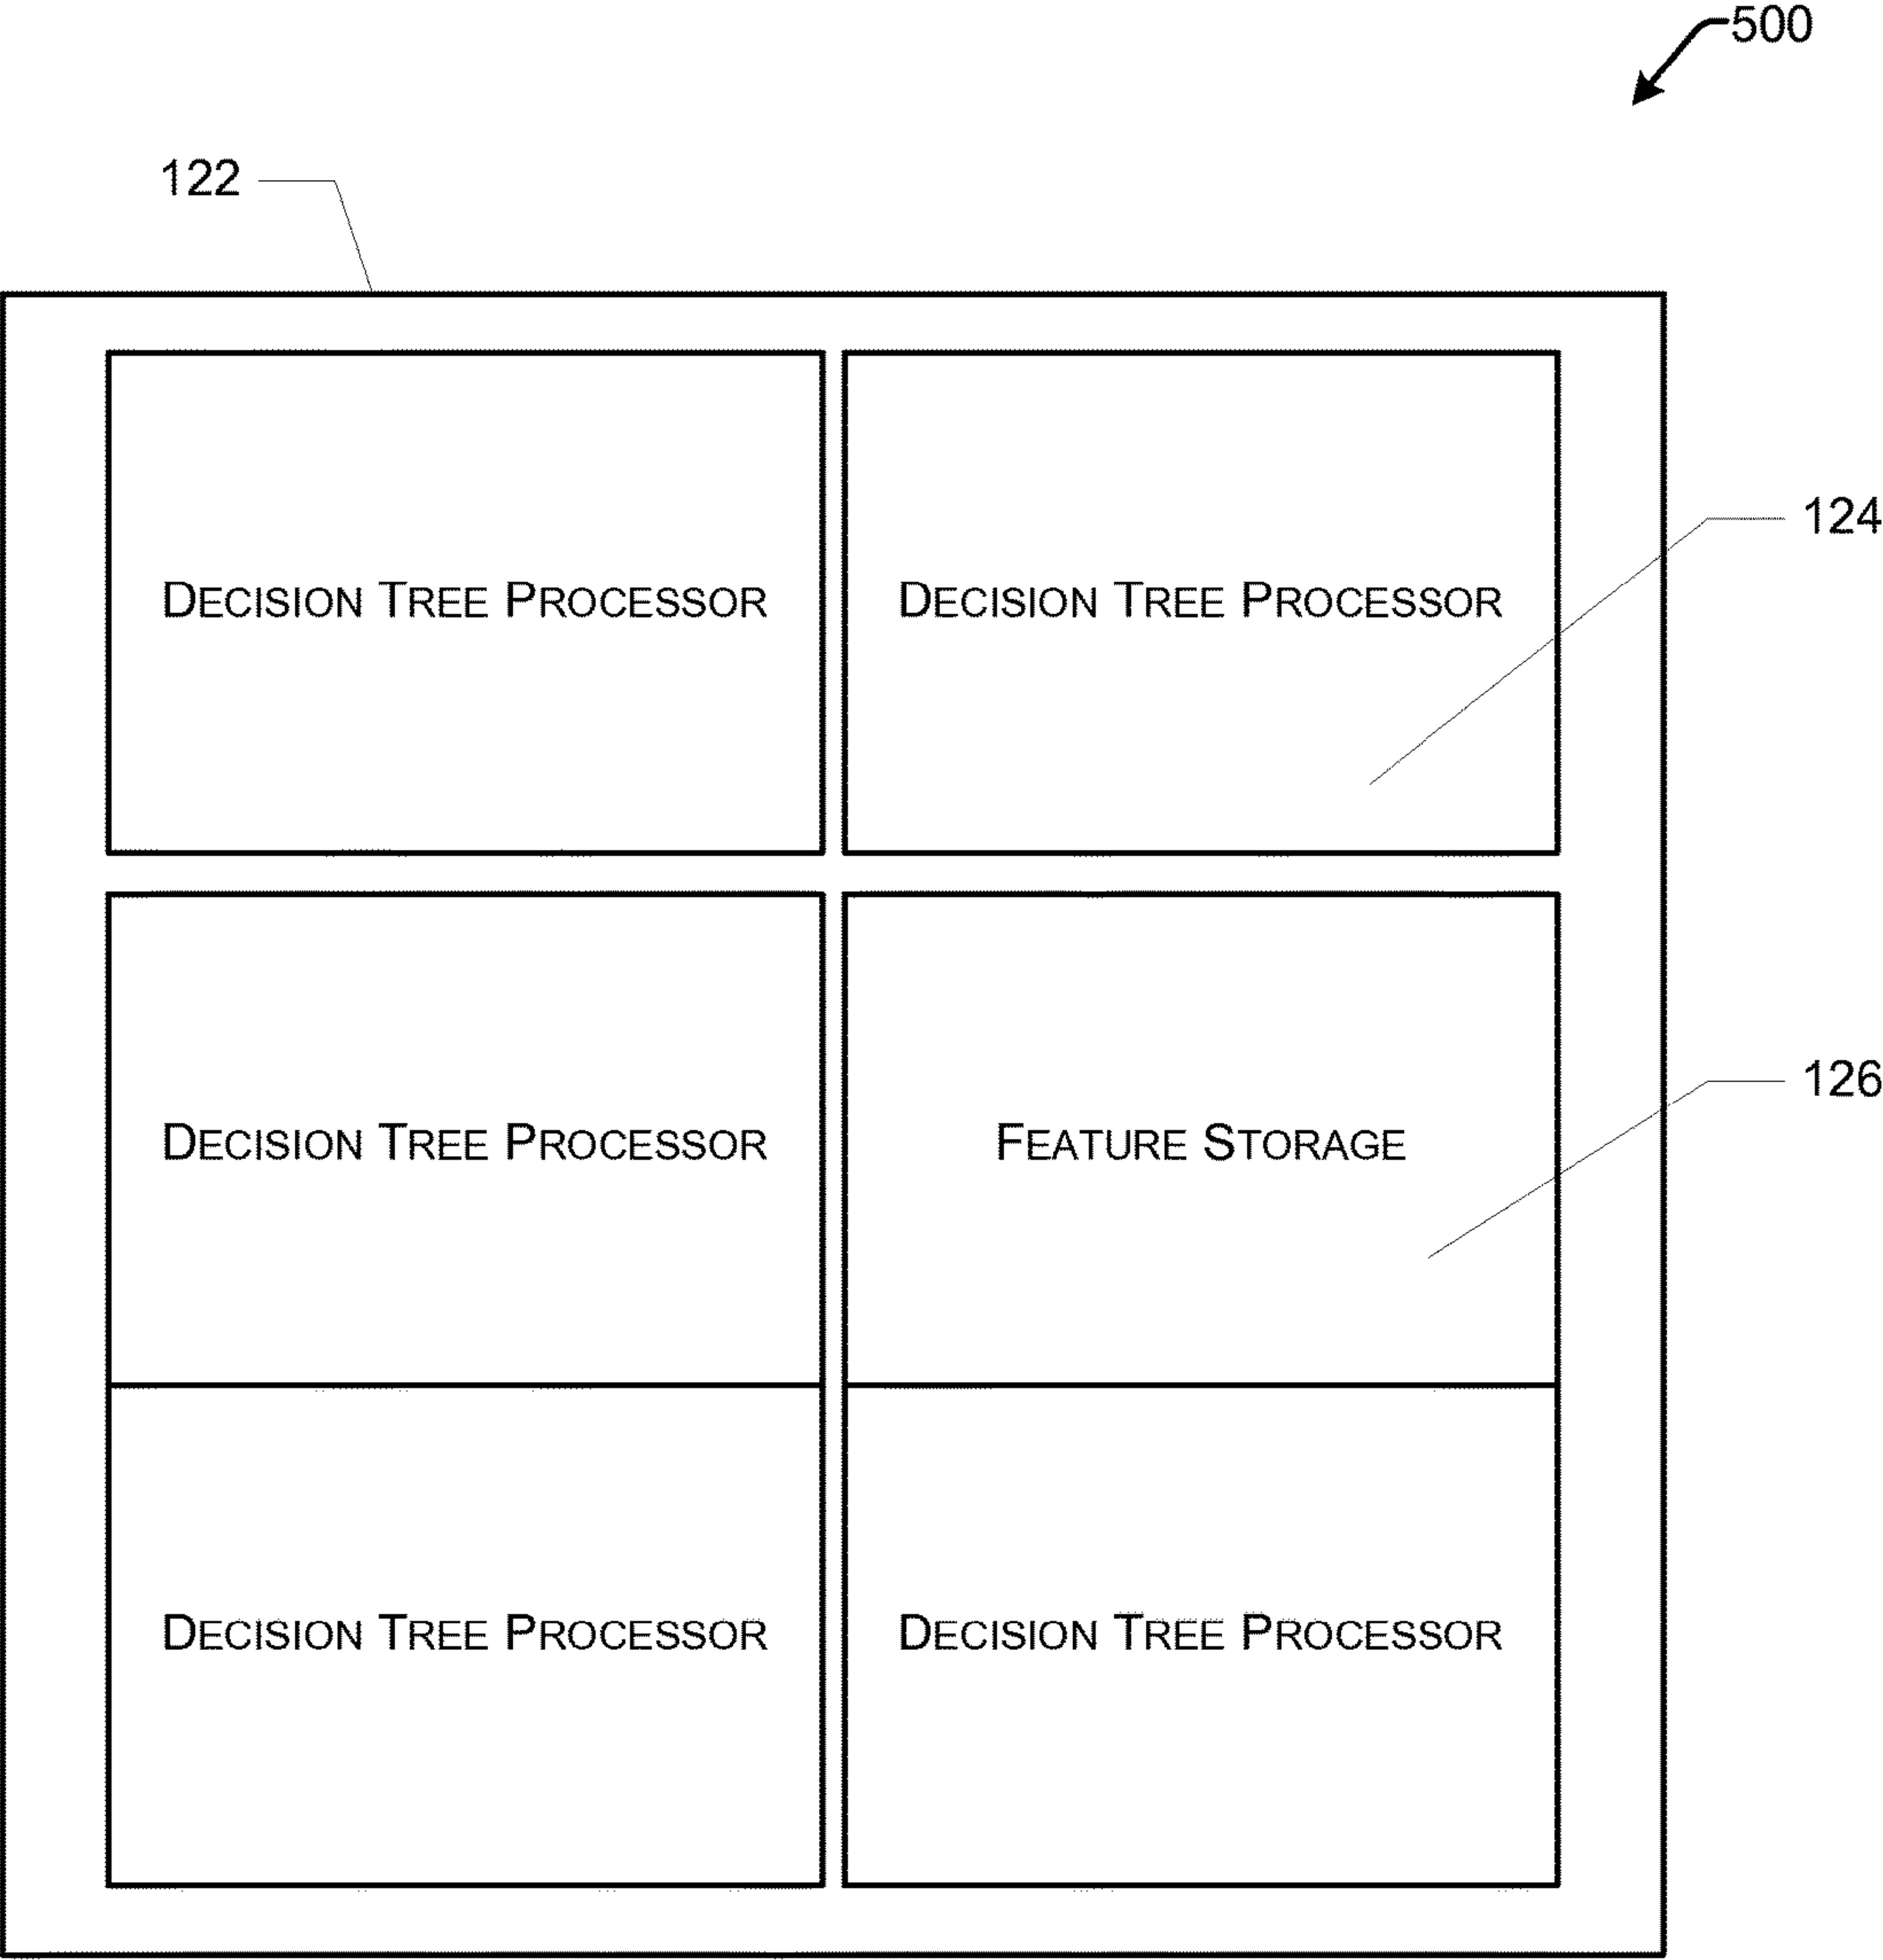 500
122
DECISION TREE PROCESSOR
DECISION TREE PROCESSOR
124
DECISION TREE PROCESSOR
FEATURE STORAGE
126
DECISION TREE PROCESSOR
DECISION TREE PROCESSOR